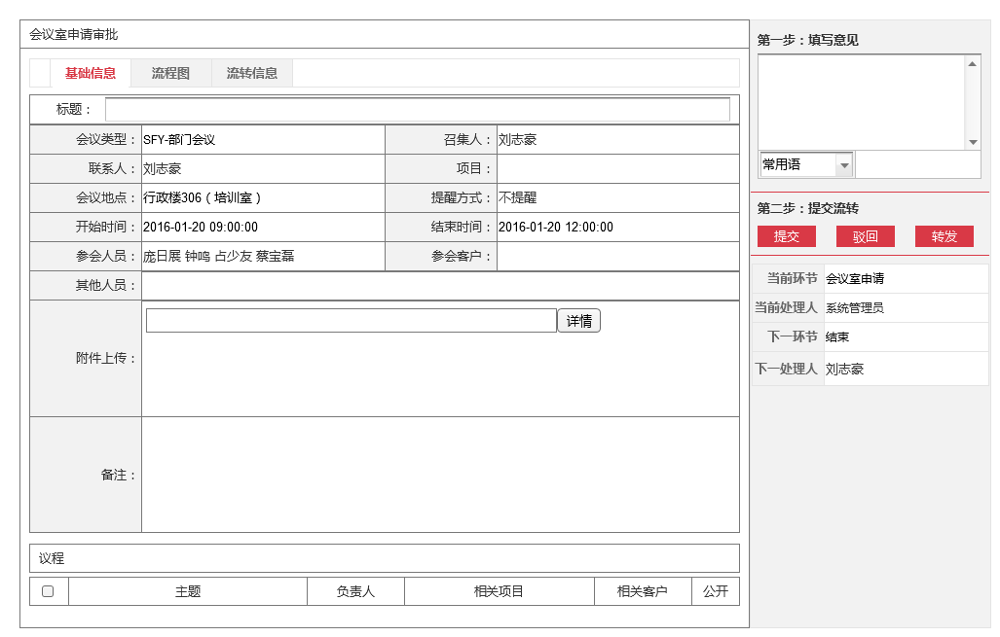 会议室申请审批
基础信息 流程图 流转信息
标题：
会议类型： SFY-部门会议 召集人： 刘志豪
联系人： 刘志豪 项目：
会议地点： 行政楼306（培训室） 提醒方式： 不提醒
开始时间： 2016-01-20 09:00:00 结束时间： 2016-01-20 12:00:00
参会人员： 庞日展 钟鸣 占少友 蔡宝磊 参会客户：
其他人员：
附件上传： 详情
备注：
议程
主题 负责人 相关项目 相关客户 公开
第一步：填写意见
常用语
第二步：提交流转
提交 驳回 转发
当前环节 会议室申请
当前处理人 系统管理员
下一环节 结束
下一处理人 刘志豪